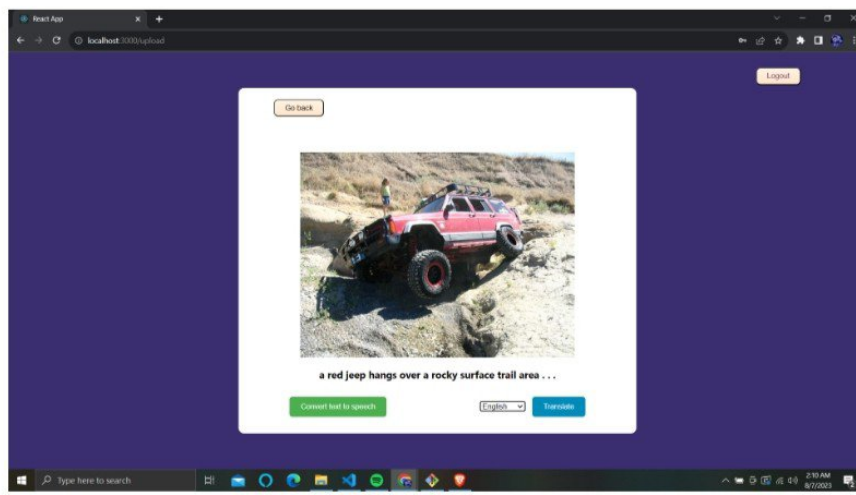 React App
localhost:3000/upload
Logout
Go back
a red jeep hangs over a rocky surface trail area . . .
Convert text to speech
English
Translate
Type here to search
2:10 AM
8/7/2023